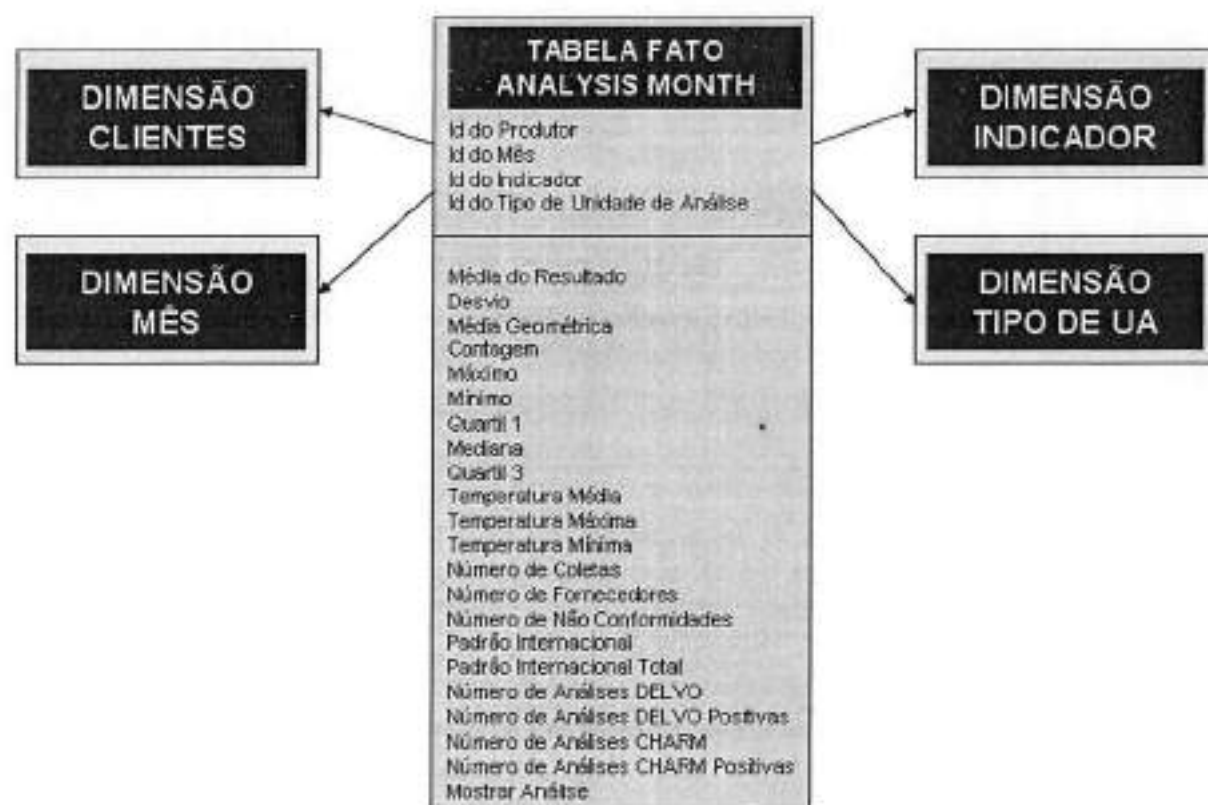 DIMENSÃO
CLIENTES
DIMENSÃO
MÊS
TABELA FATO
ANALYSIS MONTH
Id do Produtor
Id do Mês
Id do Indicador
Id do Tipo de Unidade de Análise
Média do Resultado
Desvio
Média Geométrica
Contagem
Máximo
Mínimo
Quartil 1
Mediana
Quartil 3
Temperatura Média
Temperatura Máxima
Temperatura Mínima
Número de Coletas
Número de Fornecedores
Número de Não Conformidades
Padrão Internacional
Padrão Internacional Total
Número de Análises DELVO
Número de Análises DELVO Positivas
Número de Análises CHARM
Número de Análises CHARM Positivas
Mostrar Análise
DIMENSÃO
INDICADOR
DIMENSÃO
TIPO DE UA